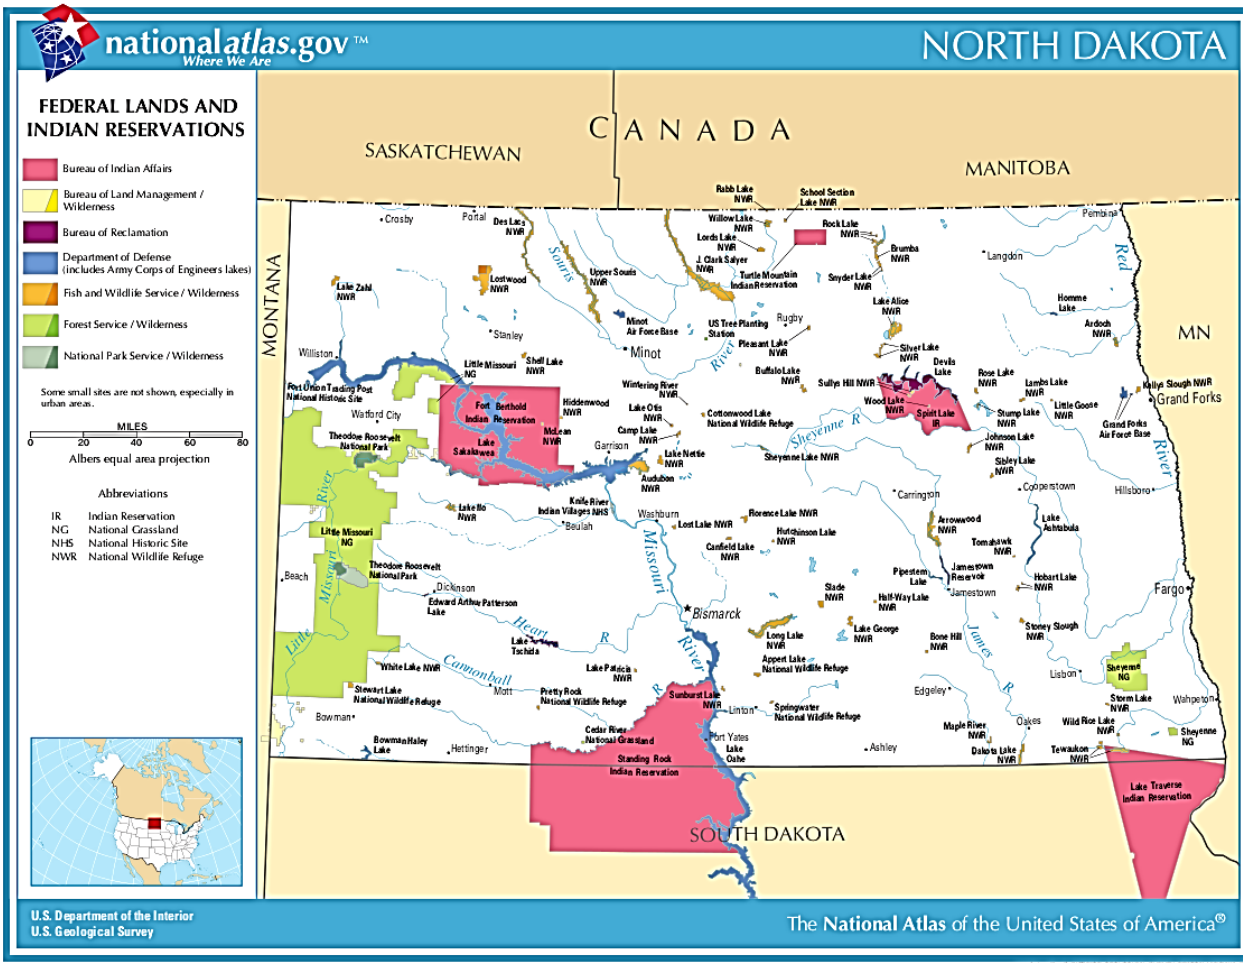 nationalatlas.gov ™
Where We Are
NORTH DAKOTA
FEDERAL LANDS AND
INDIAN RESERVATIONS
Bureau of Indian Affairs
Bureau of Land Management /
Wilderness
Bureau of Reclamation
Department of Defense
(includes Army Corps of Engineers lakes)
Fish and Wildlife Service / Wilderness
Forest Service / Wilderness
National Park Service / Wilderness
Some small sites are not shown, especially in
urban areas.
MILES
0 20 40 60 80
Albers equal area projection
Abbreviations
IR Indian Reservation
NG National Grassland
NHS National Historic Site
NWR National Wildlife Refuge
CANADA
SASKATCHEWAN
MANITOBA
MONTANA
MN
SOUTH DAKOTA
Crosby
Portal
Des Lacs
NWR
Souris
Upper Souris
NWR
Lake Zahl
NWR
Lostwood
NWR
Stanley
Rabb Lake
NWR
School Section
Lake NWR
Willow Lake
NWR
Lords Lake
NWR
Rock Lake
NWR
J. Clark Salyer
NWR
Turtle Mountain
Indian Reservation
Brumba
NWR
Snyder Lake
NWR
Pembina
Langdon
Red
Homme
Lake
Ardoch
NWR
Lake Alice
NWR
Minot
Air Force Base
Minot
US Tree Planting
Station
Rugby
Pleasant Lake
NWR
River
Silver Lake
NWR
Devils
Lake
Buffalo Lake
NWR
Sullys Hill NWR
Wood Lake
NWR
Spirit Lake
IR
Rose Lake
NWR
Lambs Lake
NWR
Little Goose
NWR
Stump Lake
NWR
Kellys Slough NWR
Grand Forks
Grand Forks
Air Force Base
Williston
Fort Union Trading Post
National Historic Site
Little Missouri
NG
Shell Lake
NWR
Watford City
Theodore Roosevelt
National Park
Fort Berthold
Indian Reservation
Lake
Sakakawea
Hiddenwood
NWR
McLean
NWR
Wintering River
NWR
Lake Otis
NWR
Camp Lake
NWR
Garrison
Lake Nettie
NWR
Audubon
NWR
Cottonwood Lake
National Wildlife Refuge
Sheyenne R
Sheyenne Lake NWR
Johnson Lake
NWR
Sibley Lake
NWR
River
Cooperstown
Hillsboro
Carrington
River
Little Missouri
NG
Lake Ilo
NWR
Knife River
Indian Villages NHS
Beulah
Washburn
Lost Lake NWR
Florence Lake
NWR
Hutchinson Lake
NWR
Canfield Lake
NWR
Arrowwood
NWR
Tomahawk
NWR
Lake
Ashtabula
Missouri
Beach
Missouri
Little
Theodore Roosevelt
National Park
Dickinson
Edward Arthur Patterson
Lake
Heart R
Lake
Tschida
Bismarck
River
Slade
NWR
Half-Way Lake
NWR
Lake George
NWR
Long Lake
NWR
Pipestem
Lake
Jamestown
Reservoir
Jamestown
Hobart Lake
NWR
Fargo
Stoney Slough
NWR
Bone Hill
NWR
James
R
Appert Lake
National Wildlife Refuge
White Lake NWR
Cannonball
R
Stewart Lake
National Wildlife Refuge
Mott
Pretty Rock
National Wildlife Refuge
Lake Patricia
NWR
Sunburst Lake
NWR
Linton
Springwater
National Wildlife Refuge
Edgeley
Lisbon
Sheyenne
NG
Storm Lake
NWR
Wahpeton
Bowman
Bowman Haley
Lake
Hettinger
Cedar River
National Grassland
Standing Rock
Indian Reservation
Fort Yates
Lake
Oahe
Ashley
Maple River
NWR
Oakes
Dakota Lake
NWR
Wild Rice Lake
NWR
Tewaukon
NWR
Sheyenne
NG
Lake Traverse
Indian Reservation
U.S. Department of the Interior
U.S. Geological Survey
The National Atlas of the United States of America®